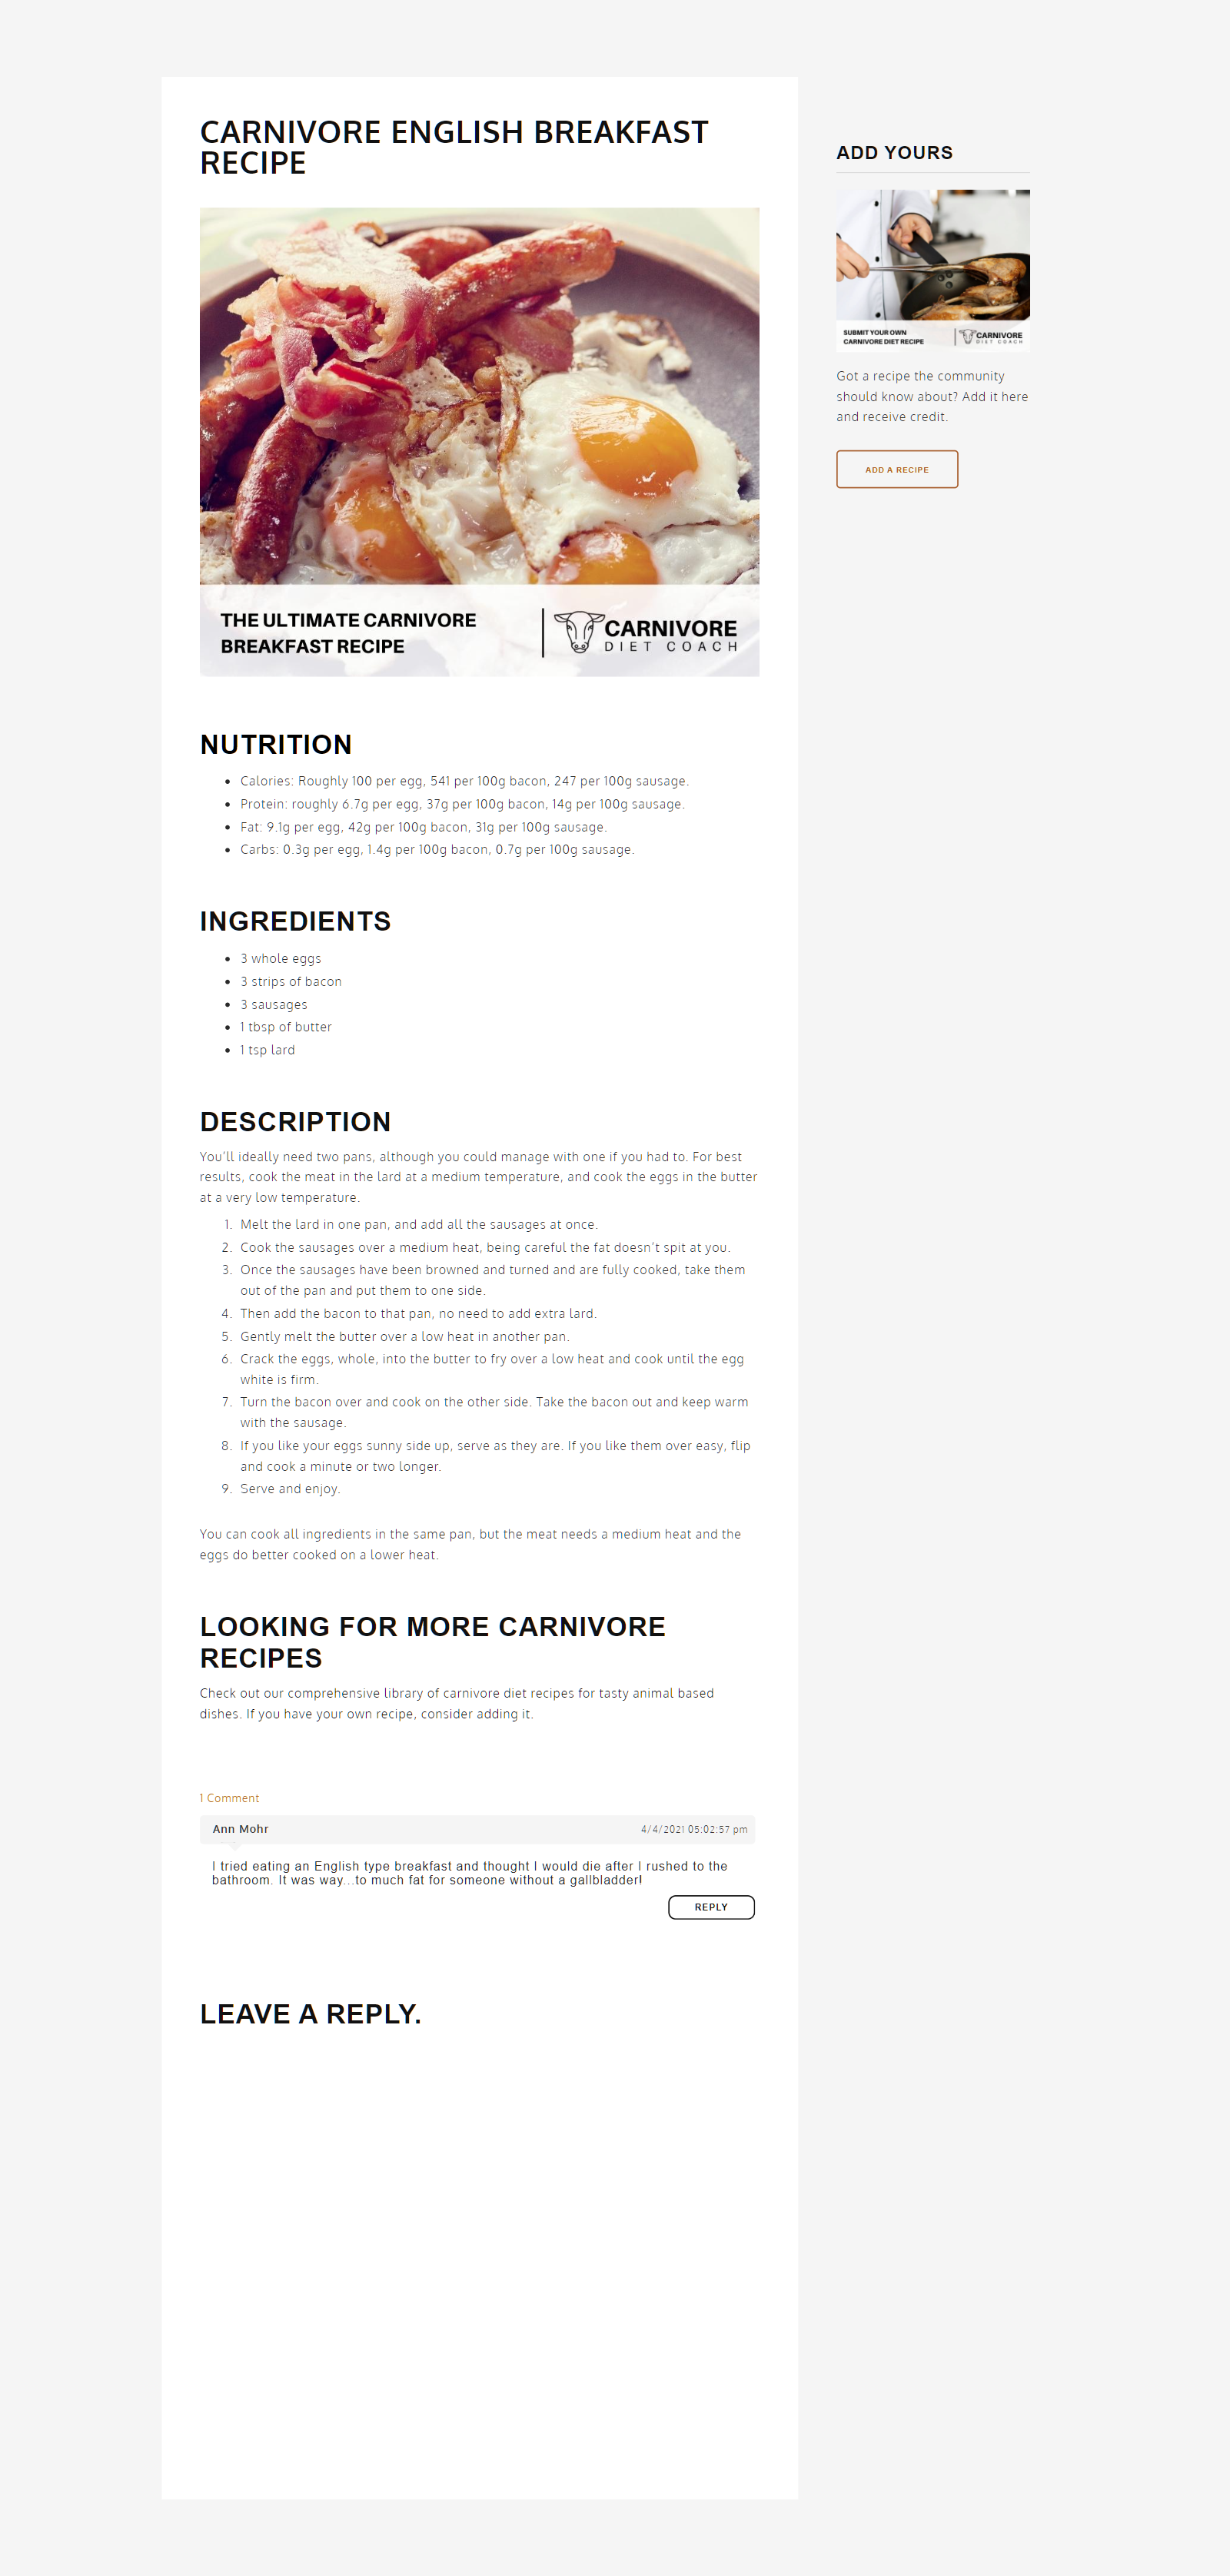 CARNIVORE ENGLISH BREAKFAST
RECIPE
THE ULTIMATE CARNIVORE
BREAKFAST RECIPE
CARNIVORE
DIET COACH
NUTRITION
• Calories: Roughly 100 per egg, 541 per 100g bacon, 247 per 100g sausage.
• Protein: roughly 6.7g per egg, 37g per 100g bacon, 14g per 100g sausage.
• Fat: 9.1g per egg, 42g per 100g bacon, 31g per 100g sausage.
• Carbs: 0.3g per egg, 1.4g per 100g bacon, 0.7g per 100g sausage.
INGREDIENTS
• 3 whole eggs
• 3 strips of bacon
• 3 sausages
• 1 tbsp of butter
• 1 tsp lard
DESCRIPTION
You'll ideally need two pans, although you could manage with one if you had to. For best
results, cook the meat in the lard at a medium temperature, and cook the eggs in the butter
at a very low temperature.
1. Melt the lard in one pan, and add all the sausages at once.
2. Cook the sausages over a medium heat, being careful the fat doesn't spit at you.
3. Once the sausages have been browned and turned and are fully cooked, take them
out of the pan and put them to one side.
4. Then add the bacon to that pan, no need to add extra lard.
5. Gently melt the butter over a low heat in another pan.
6. Crack the eggs, whole, into the butter to fry over a low heat and cook until the egg
white is firm.
7. Turn the bacon over and cook on the other side. Take the bacon out and keep warm
with the sausage.
8. If you like your eggs sunny side up, serve as they are. If you like them over easy, flip
and cook a minute or two longer.
9. Serve and enjoy.
You can cook all ingredients in the same pan, but the meat needs a medium heat and the
eggs do better cooked on a lower heat.
LOOKING FOR MORE CARNIVORE
RECIPES
Check out our comprehensive library of carnivore diet recipes for tasty animal based
dishes. If you have your own recipe, consider adding it.
1 Comment
Ann Mohr 4/4/2021 05:02:57 pm
I tried eating an English type breakfast and thought I would die after I rushed to the
bathroom. It was way...to much fat for someone without a gallbladder!
REPLY
LEAVE A REPLY.
ADD YOURS
SUBMIT YOUR OWN
CARNIVORE DIET RECIPE
CARNIVORE
DIET COACH
Got a recipe the community
should know about? Add it here
and receive credit.
ADD A RECIPE